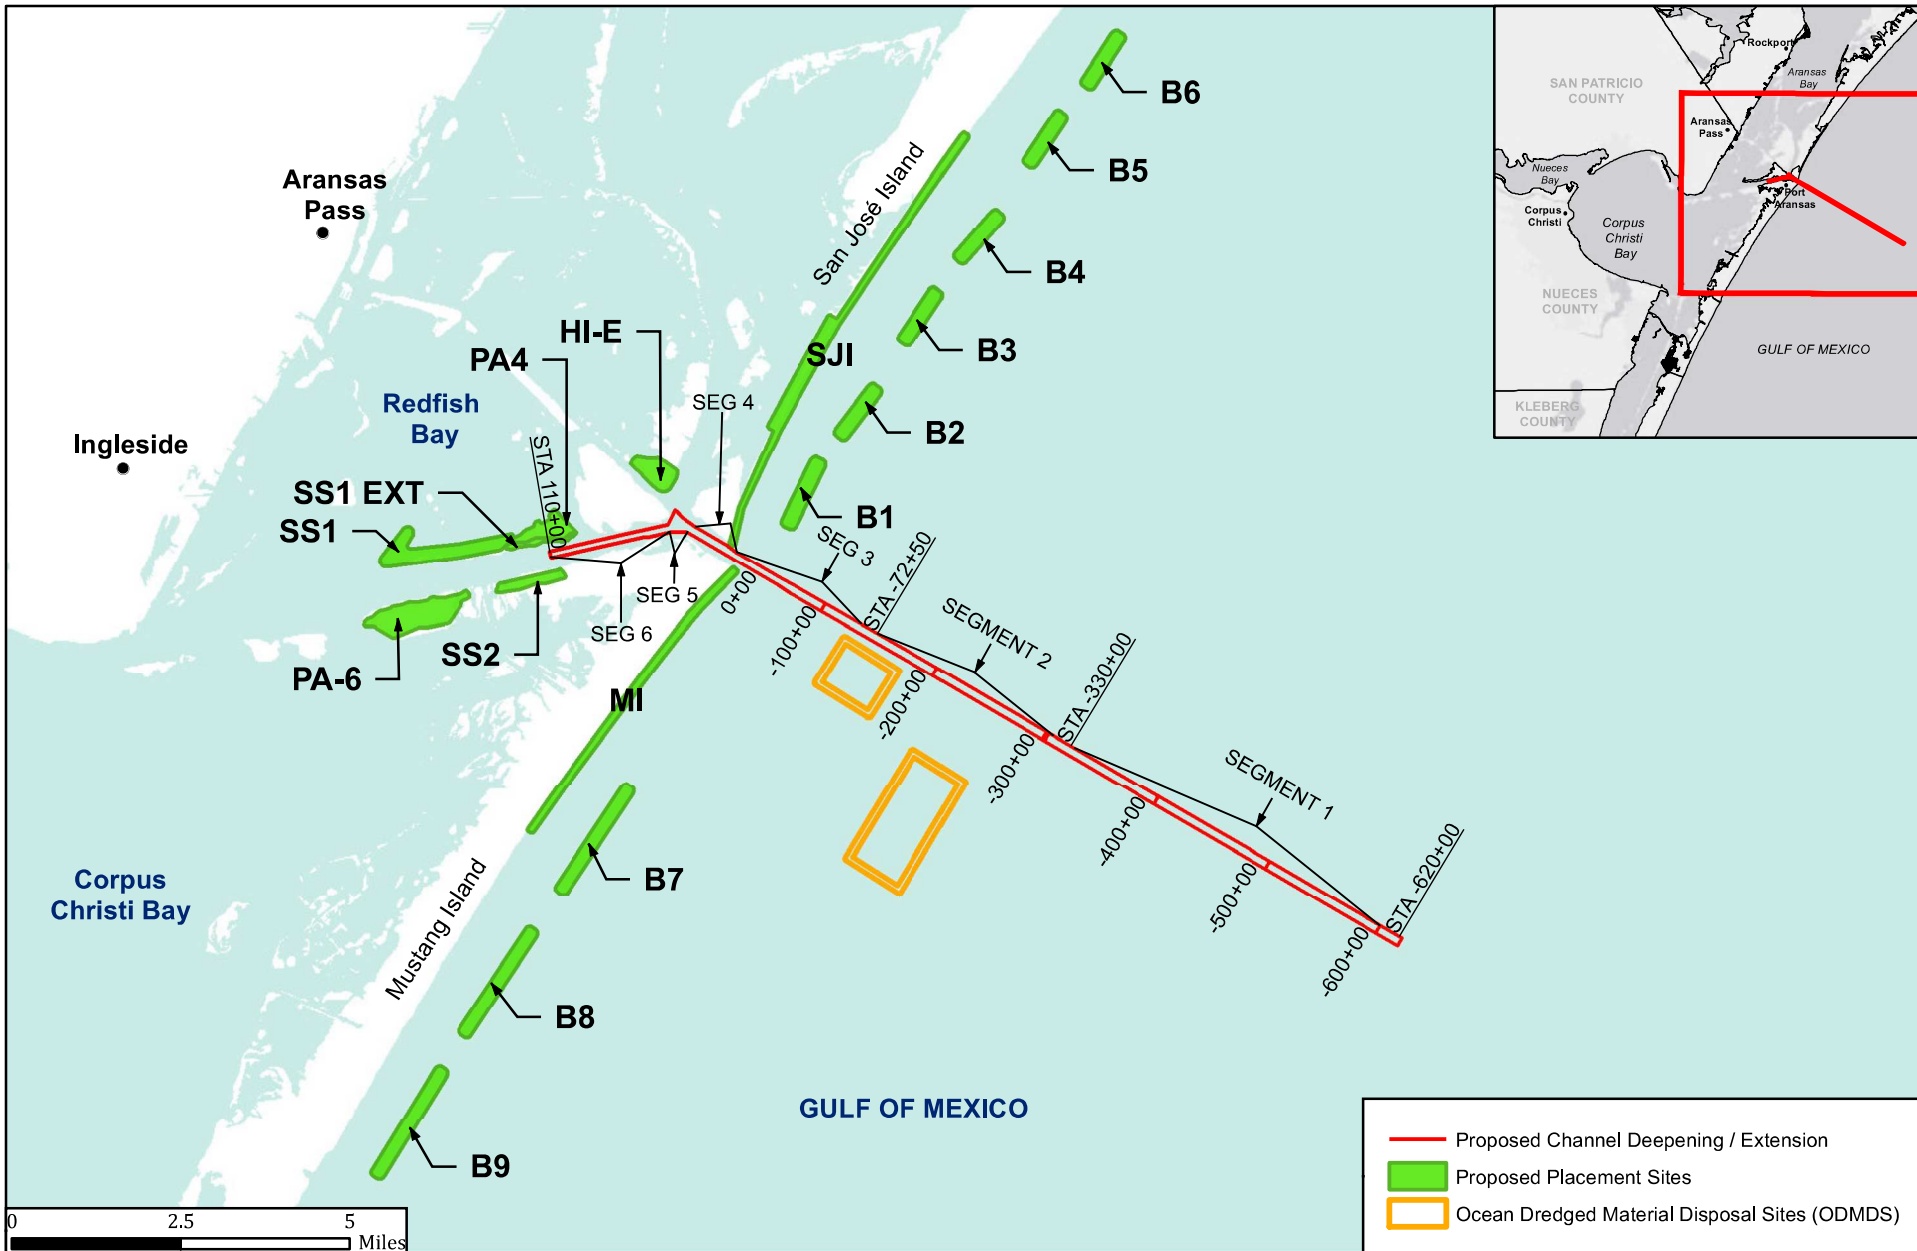 B6
B5
B4
B3
B2
B1
San José Island
SJI
Aransas
Pass
HI-E
PA4
SEG 4
Redfish
Bay
Ingleside
STA 110+00
SS1 EXT
SS1
SEG 3
STA -72+50
0+00
-100+00
SEG 5
SEG 6
SS2
PA-6
MI
SEGMENT 2
-200+00
STA -330+00
-300+00
SEGMENT 1
-400+00
-500+00
STA -620+00
-600+00
B7
Mustang Island
Corpus
Christi Bay
B8
B9
GULF OF MEXICO
Rockport
Aransas
Bay
SAN PATRICIO
COUNTY
Aransas
Pass
Nueces
Bay
Port
Aransas
Corpus
Christi
Corpus
Christi
Bay
NUECES
COUNTY
GULF OF MEXICO
KLEBERG
COUNTY
Proposed Channel Deepening / Extension
Proposed Placement Sites
Ocean Dredged Material Disposal Sites (ODMDS)
0 2.5 5
Miles